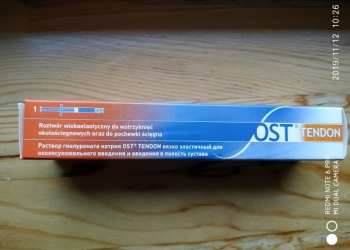 2019/11/12 10:26
1
Roztwór wiskoelastyczny do wstrzyknięć
okołościęgnowych oraz do pochewki ścięgna
Раствор гиалуроната натрия OST® TENDON вязко эластичный для
околосухожильного введения и введения в полость сустава
OST® TENDON
REDMI NOTE 6 PRO
MI DUAL CAMERA